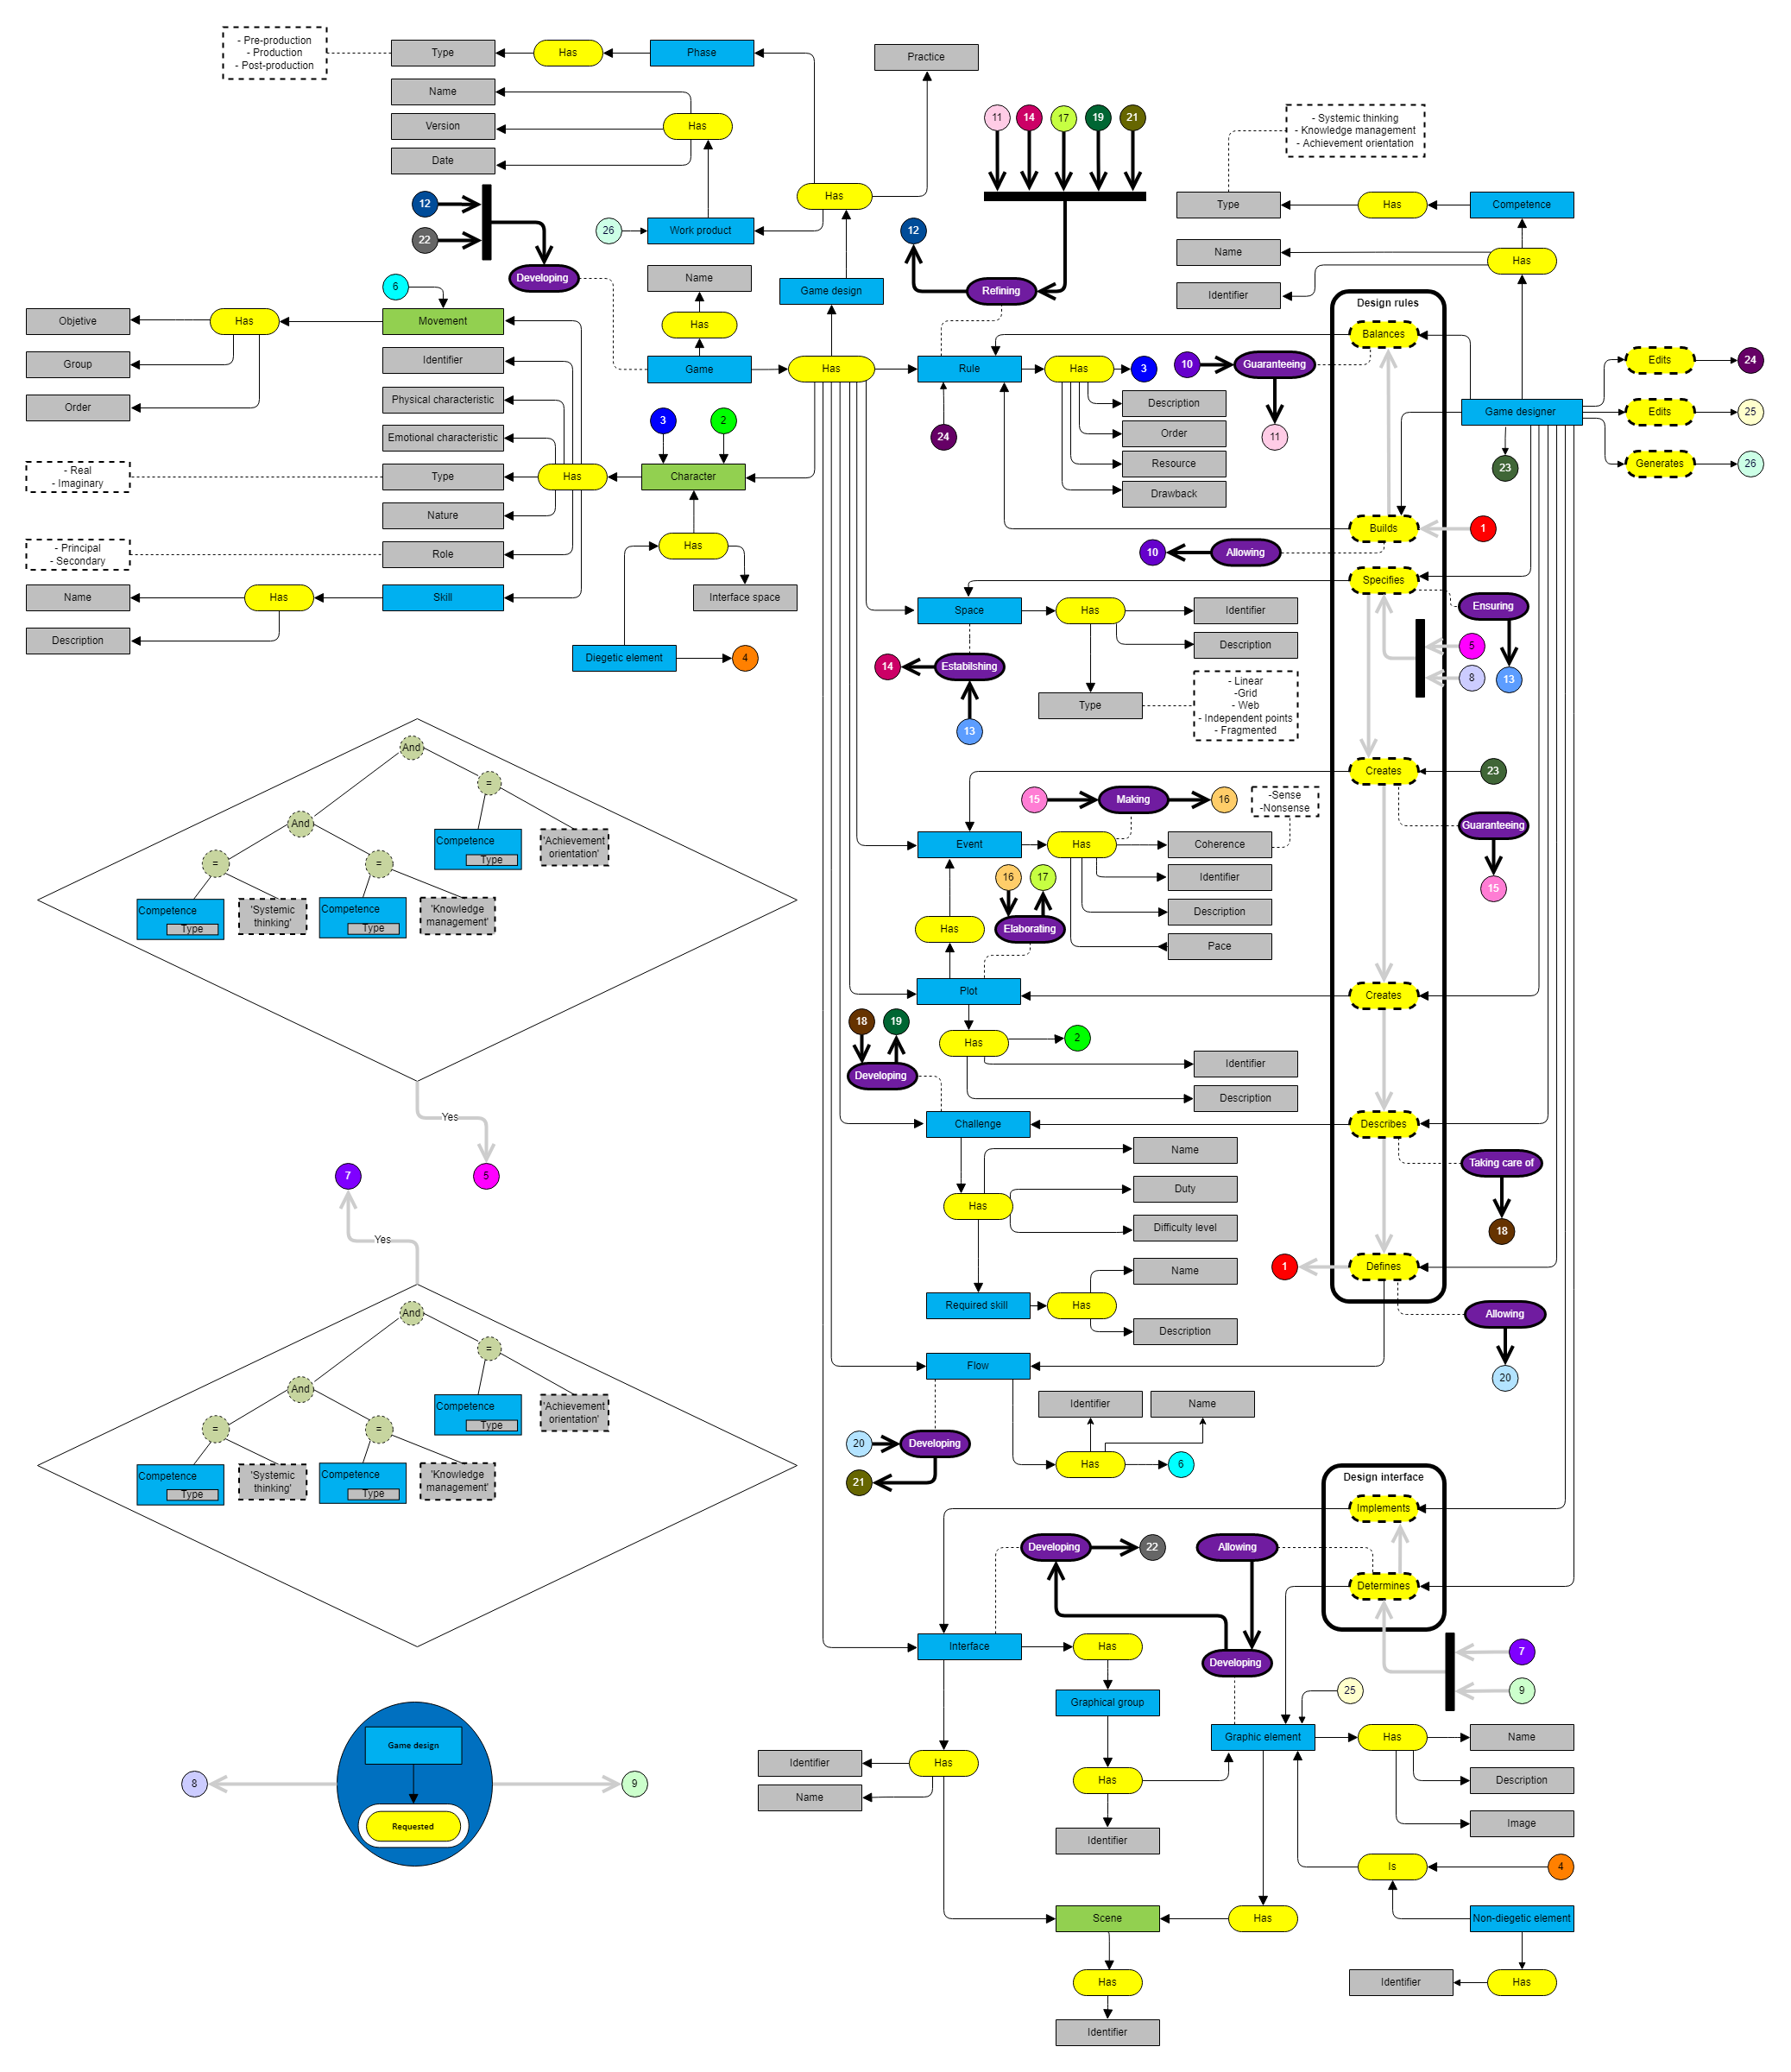 - Pre-production
- Production
- Post-production
Type
Has
Phase
Practice
Name
Version
Date
Has
11
14
17
19
21
- Systemic thinking
- Knowledge management
- Achievement orientation
12
22
Has
Type
Has
Competence
26
Work product
12
Name
Has
Developing
Name
Game design
Refining
Identifier
6
Design rules
Objetive
Has
Movement
Has
Balances
Identifier
Group
Game
Has
Rule
Has
3
10
Guaranteeing
Edits
24
Physical characteristic
Order
Description
Game designer
Edits
25
3
2
Emotional characteristic
24
Order
11
- Real
- Imaginary
Type
Has
Character
Resource
23
Generates
26
Drawback
Nature
Builds
1
- Principal
- Secondary
Role
Has
10
Allowing
Specifies
Name
Has
Skill
Interface space
Space
Has
Identifier
Ensuring
Description
Description
5
Diegetic element
4
14
Estabilshing
8
13
- Linear
-Grid
- Web
- Independent points
- Fragmented
Type
13
And
Creates
23
=
15
Making
16
-Sense
-Nonsense
And
Guaranteeing
Competence
Type
'Achievement
orientation'
Event
Has
Coherence
=
=
16
17
Identifier
15
Competence
Type
'Systemic
thinking'
Competence
Type
'Knowledge
management'
Description
Has
Elaborating
Pace
Plot
Creates
18
19
Has
2
Identifier
Developing
Description
Yes
Challenge
Describes
Name
7
5
Taking care of
Duty
Has
Difficulty level
18
Yes
1
Defines
Name
Required skill
Has
And
Allowing
Description
=
Flow
20
And
Identifier
Name
Competence
Type
'Achievement
orientation'
=
=
20
Developing
Has
6
Design interface
Competence
Type
'Systemic
thinking'
Competence
Type
'Knowledge
management'
21
Implements
Developing
22
Allowing
Determines
Interface
Has
Developing
7
25
9
Graphical group
Game design
Graphic element
Has
Name
Identifier
Has
8
9
Has
Description
Name
Requested
Image
Identifier
Is
4
Scene
Has
Non-diegetic element
Has
Identifier
Has
Identifier